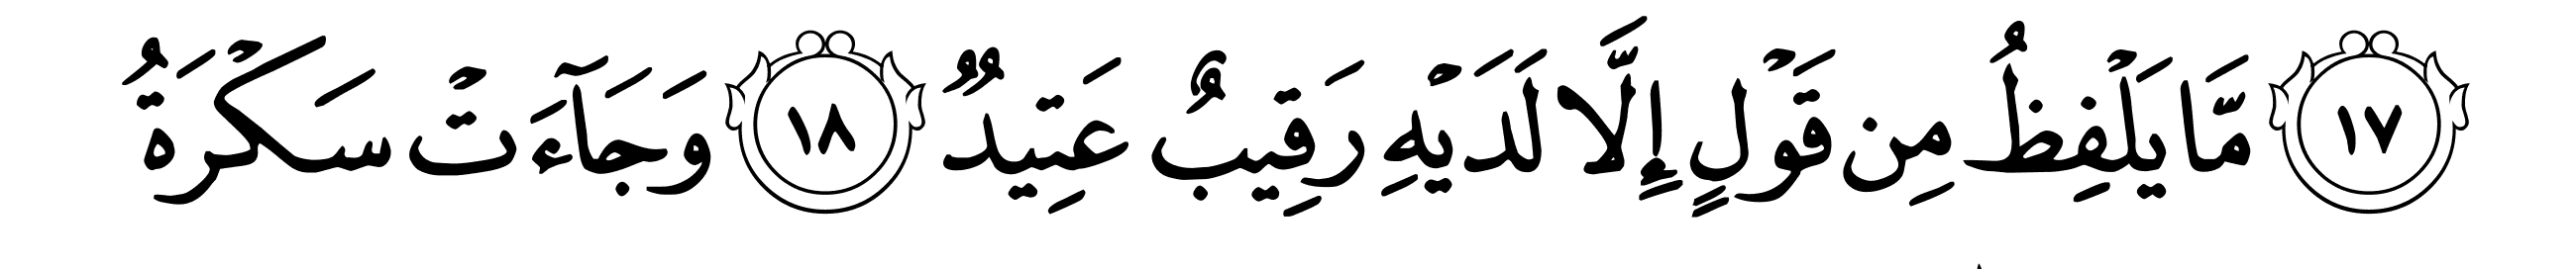 ١٧ مَّا يَلْفِظُ مِن قَوْلٍ إِلَّا لَدَيْهِ رَقِيبٌ عَتِيدٌ ١٨ وَجَآءَتْ سَكْرَةُ